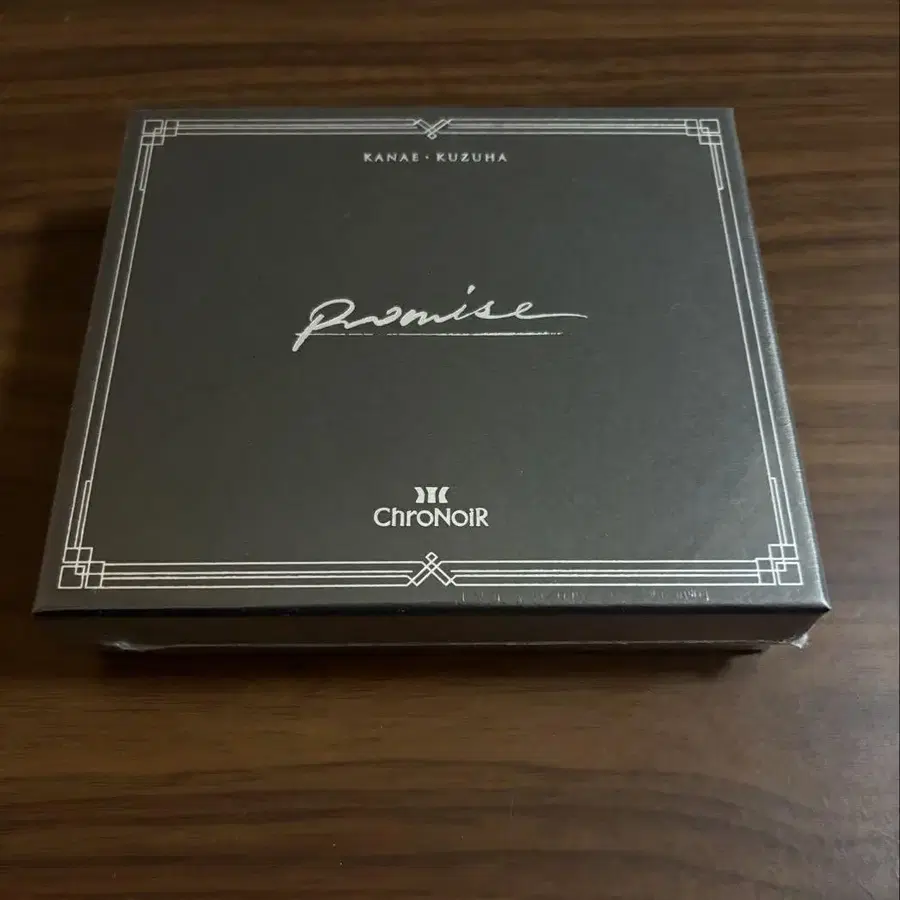 KANAE · KUZUHA
Promise
ChroNoiR